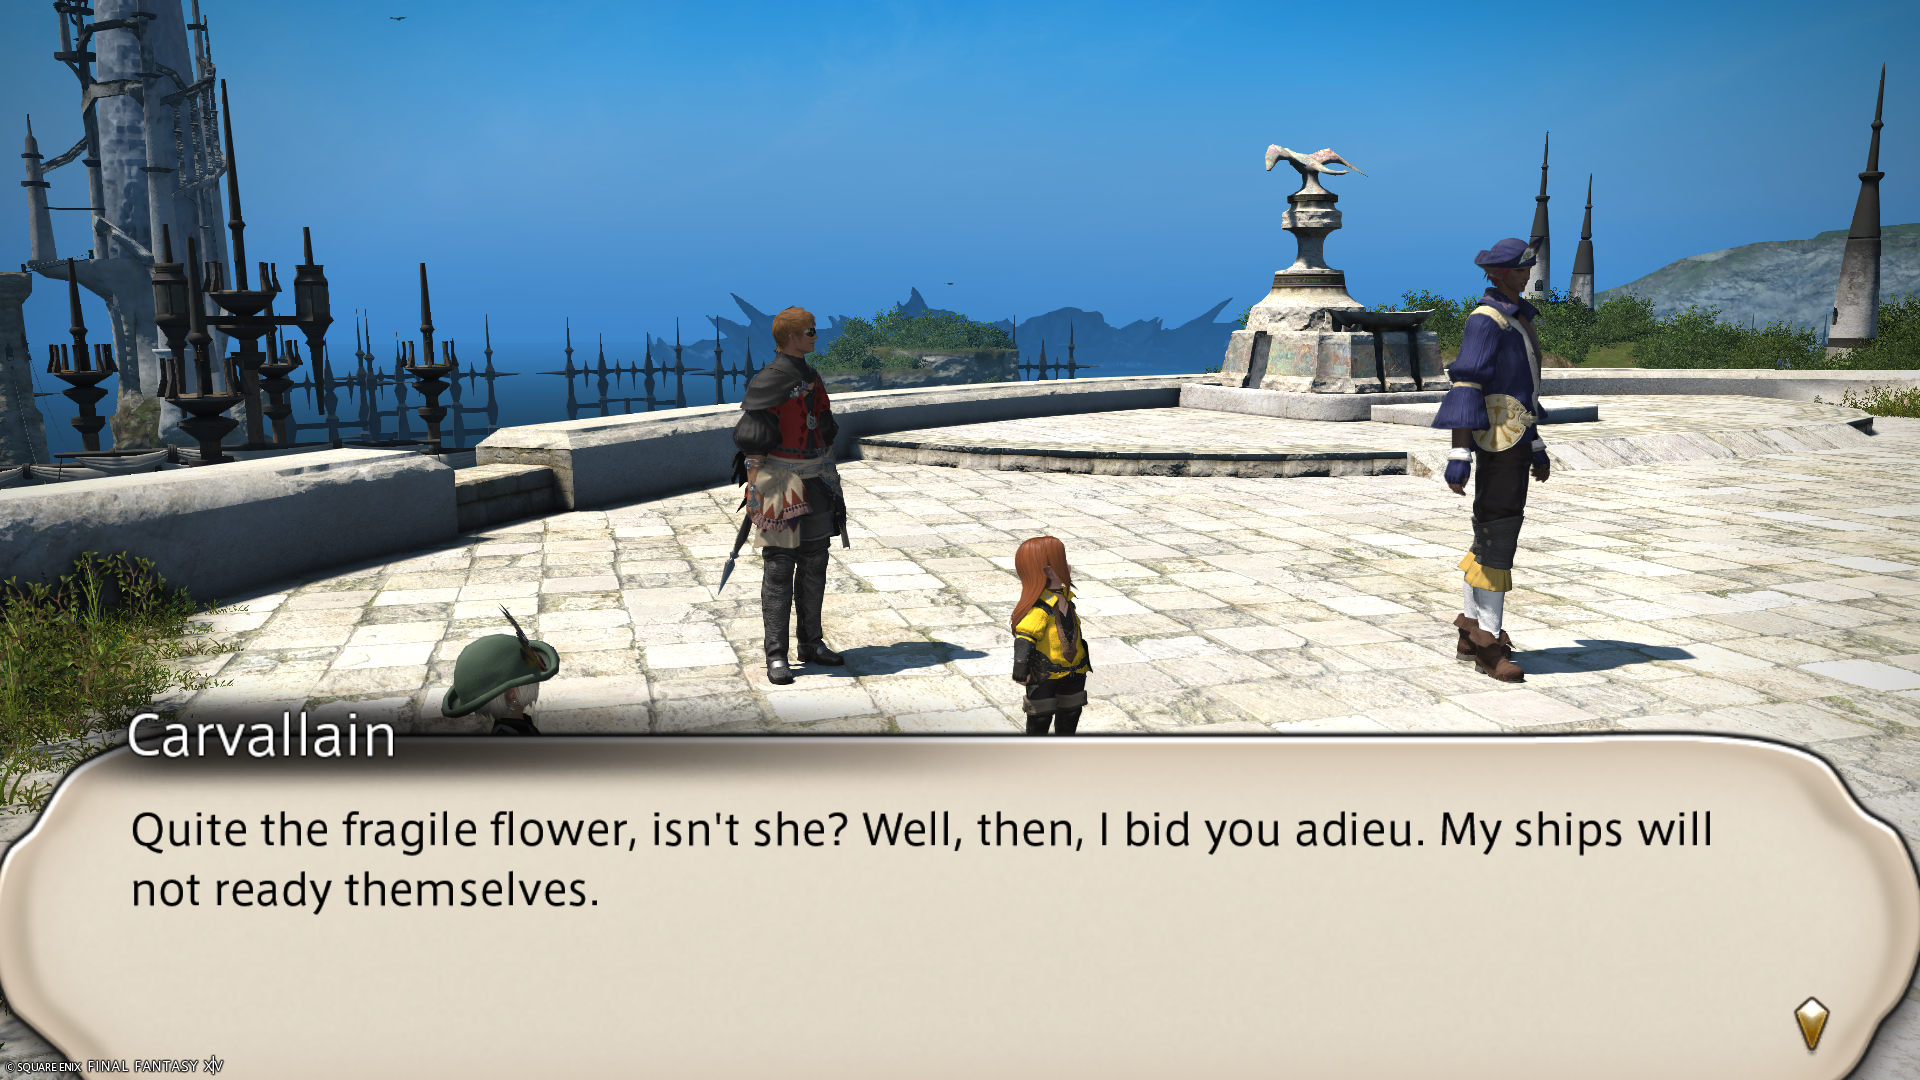 Carvallain
Quite the fragile flower, isn't she? Well, then, I bid you adieu. My ships will
not ready themselves.
© SQUARE ENIX FINAL FANTASY XIV